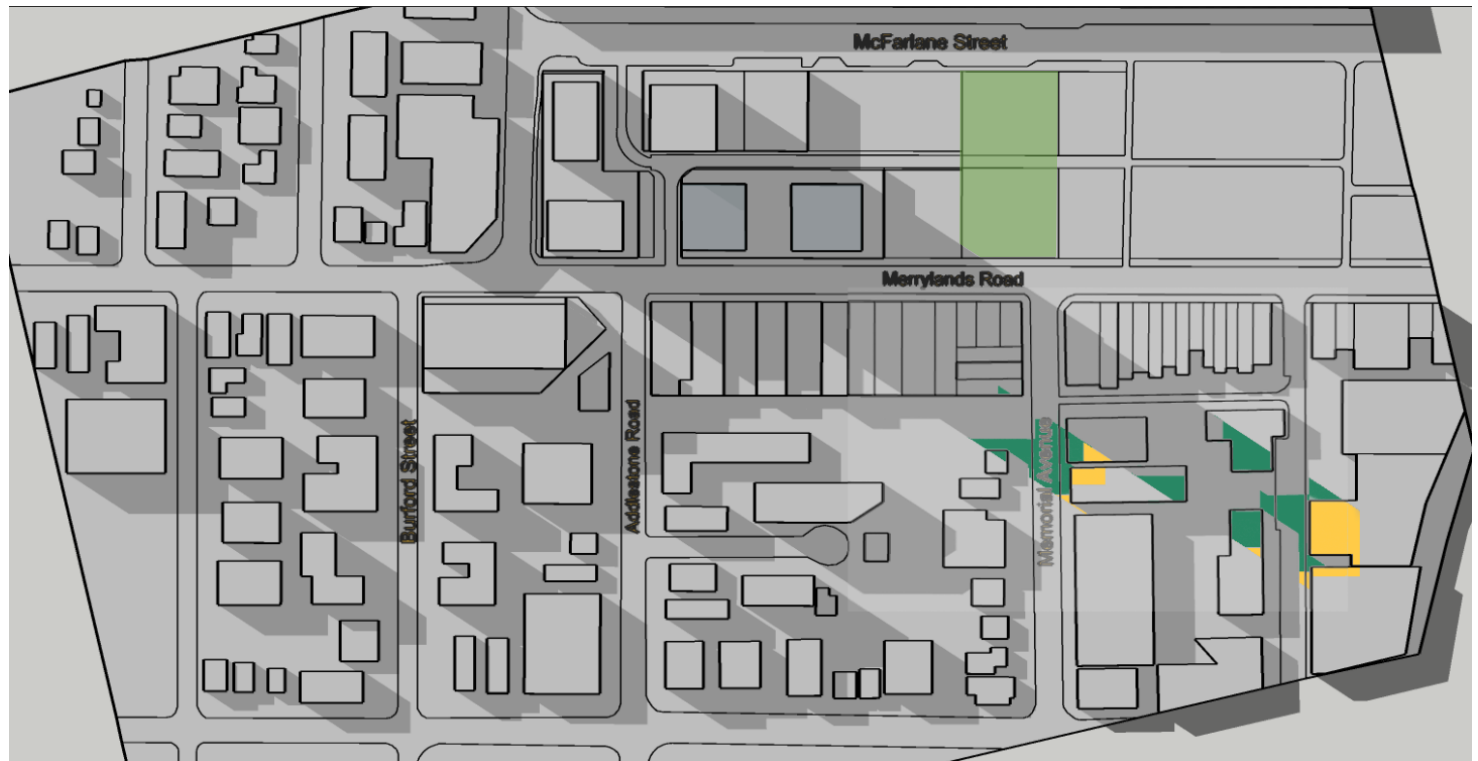 McFarlane Street
Merrylands Road
Burford Street
Addlestone Road
Memorial Avenue